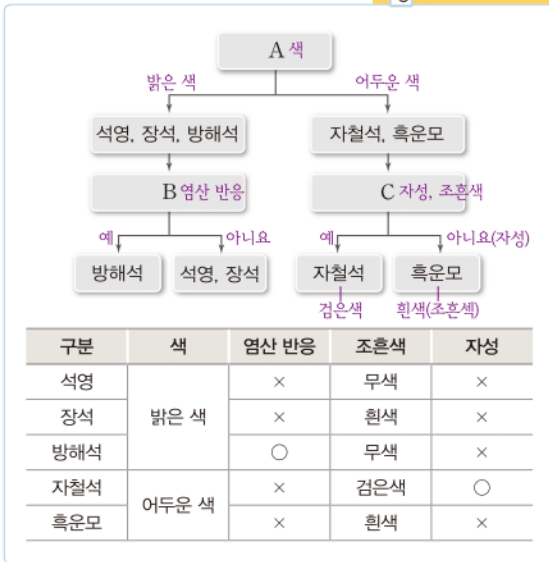 A 색
밝은 색 어두운 색
석영, 장석, 방해석 자철석, 흑운모
B 염산 반응 C 자성, 조흔색
예 아니요 예 아니요(자성)
방해석 석영, 장석 자철석 흑운모
검은색 흰색(조흔섹)
구분 색 염산 반응 조흔색 자성
석영 × 무색 ×
장석 밝은 색 × 흰색 ×
방해석 ○ 무색 ×
자철석 × 검은색 ○
어두운 색
흑운모 × 흰색 ×